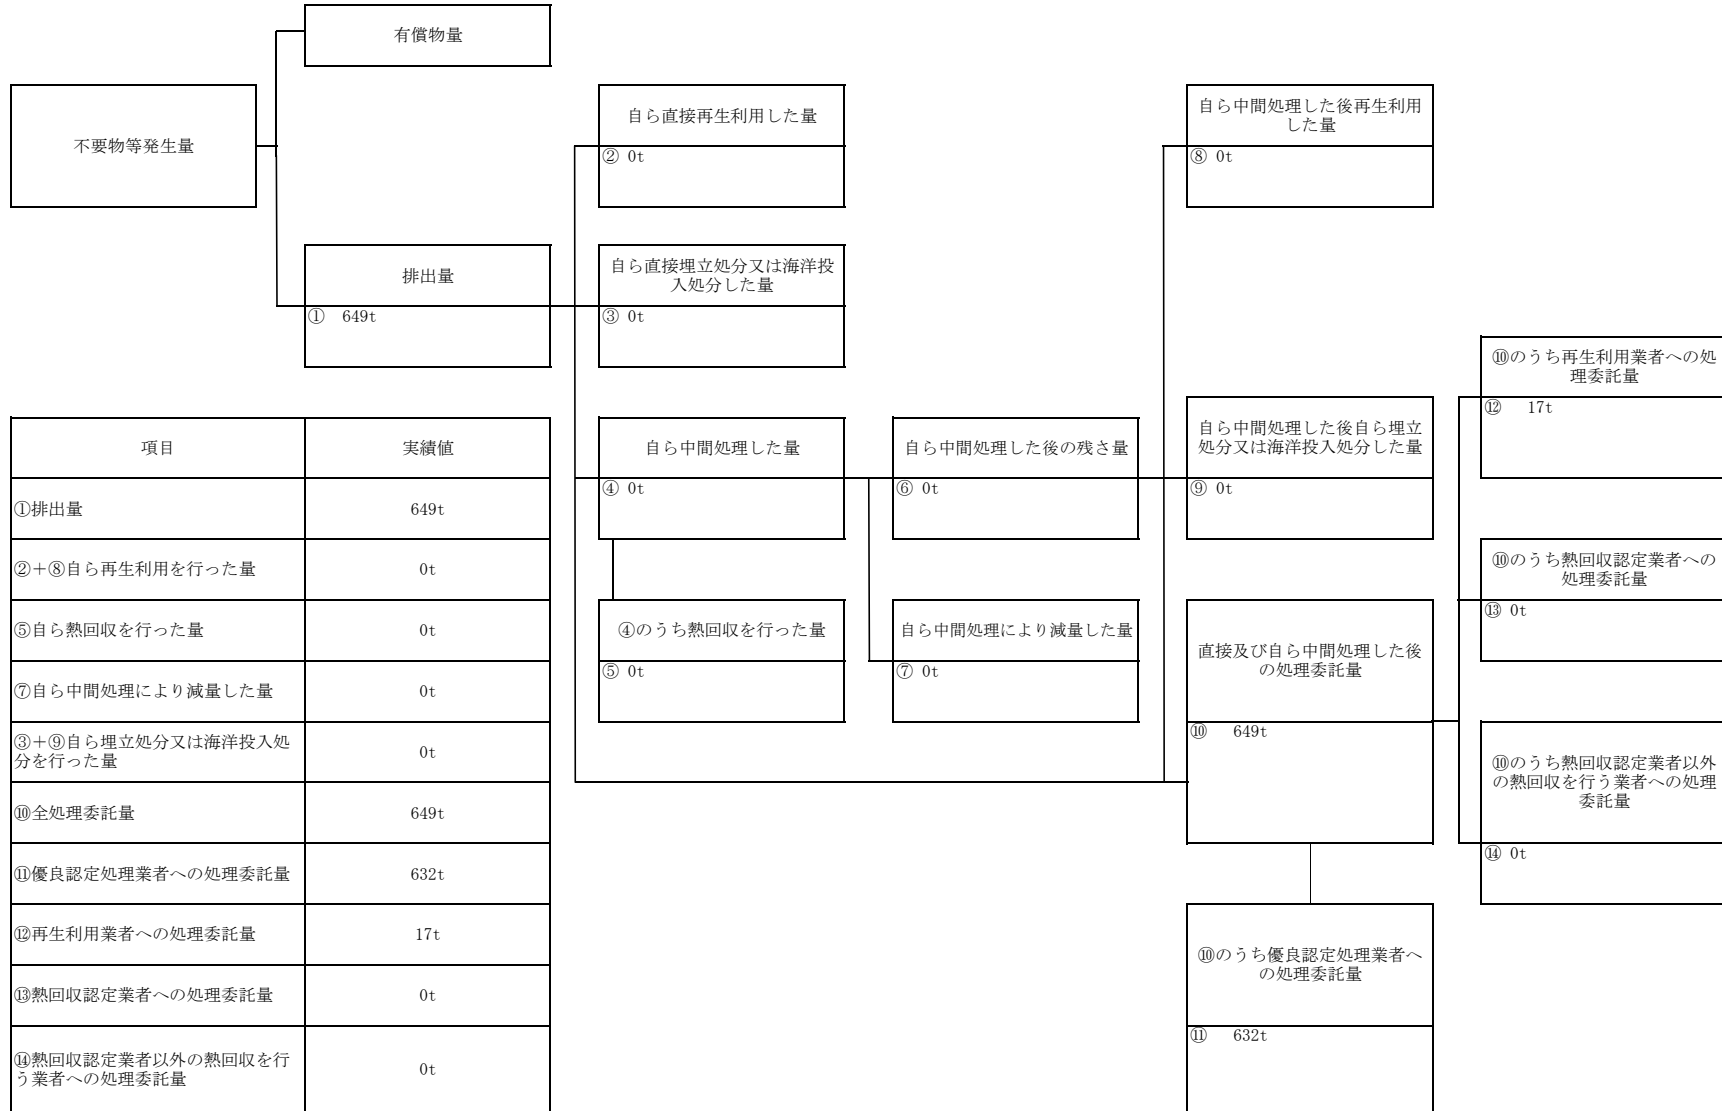 有償物量
不要物等発生量
自ら直接再生利用した量
② 0t
自ら中間処理した後再生利用
した量
⑧ 0t
排出量
① 649t
自ら直接埋立処分又は海洋投
入処分した量
③ 0t
⑩のうち再生利用業者への処
理委託量
⑫ 17t
自ら中間処理した量
④ 0t
自ら中間処理した後の残さ量
⑥ 0t
自ら中間処理した後自ら埋立
処分又は海洋投入処分した量
⑨ 0t
⑩のうち熱回収認定業者への
処理委託量
⑬ 0t
④のうち熱回収を行った量
⑤ 0t
自ら中間処理により減量した量
⑦ 0t
直接及び自ら中間処理した後
の処理委託量
⑩ 649t
⑩のうち熱回収認定業者以外
の熱回収を行う業者への処理
委託量
⑭ 0t
⑩のうち優良認定処理業者へ
の処理委託量
⑪ 632t
項目 実績値
①排出量 649t
②+⑧自ら再生利用を行った量 0t
⑤自ら熱回収を行った量 0t
⑦自ら中間処理により減量した量 0t
③+⑨自ら埋立処分又は海洋投入処
分を行った量 0t
⑩全処理委託量 649t
⑪優良認定処理業者への処理委託量 632t
⑫再生利用業者への処理委託量 17t
⑬熱回収認定業者への処理委託量 0t
⑭熱回収認定業者以外の熱回収を行
う業者への処理委託量 0t